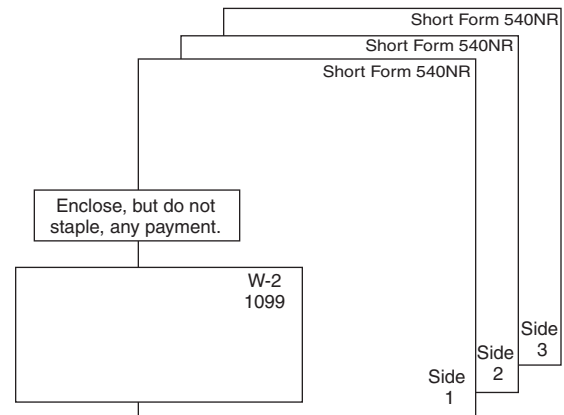 Short Form 540NR
Short Form 540NR
Short Form 540NR
Enclose, but do not
staple, any payment.
W-2
1099
Side
3
Side
2
Side
1